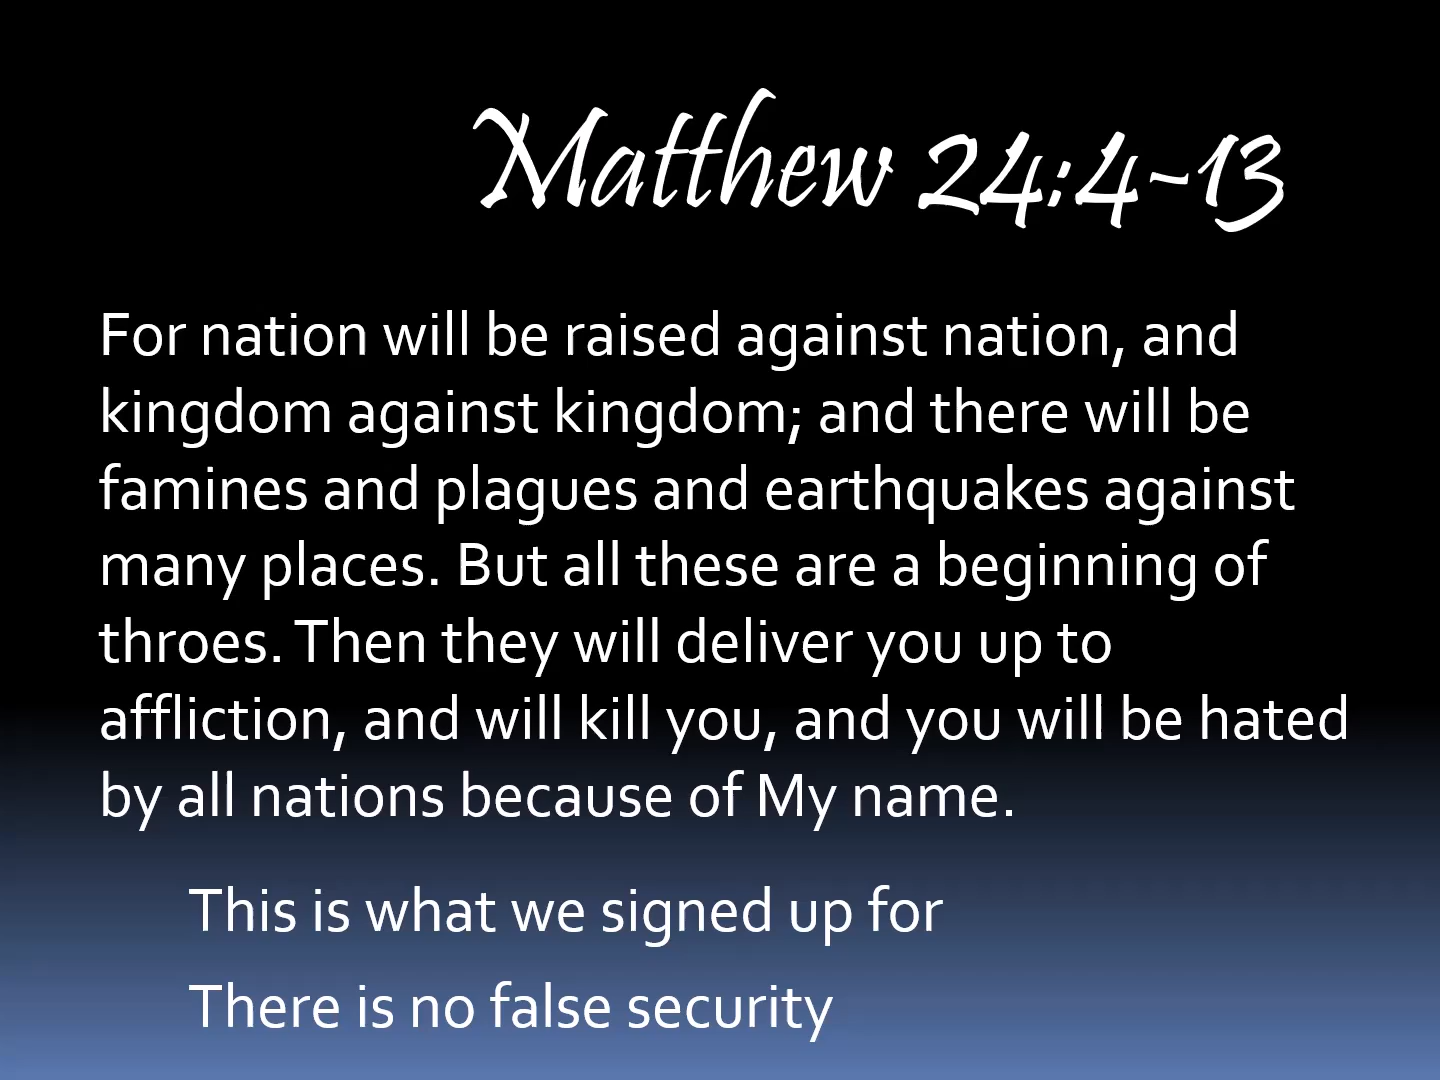 Matthew 24:4-13
For nation will be raised against nation, and
kingdom against kingdom; and there will be
famines and plagues and earthquakes against
many places. But all these are a beginning of
throes. Then they will deliver you up to
affliction, and will kill you, and you will be hated
by all nations because of My name.
This is what we signed up for
There is no false security